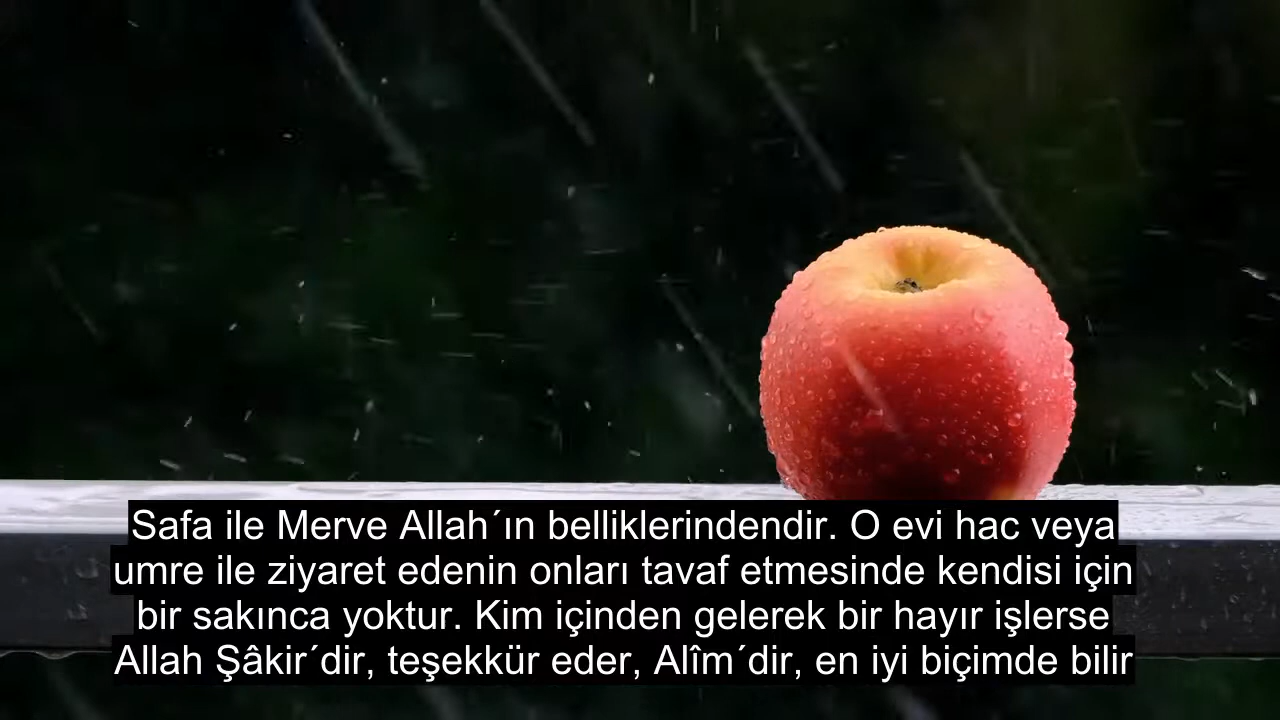 Safa ile Merve Allah´ın belliklerindendir. O evi hac veya
umre ile ziyaret edenin onları tavaf etmesinde kendisi için
bir sakınca yoktur. Kim içinden gelerek bir hayır işlerse
Allah Şâkir´dir, teşekkür eder, Alîm´dir, en iyi biçimde bilir